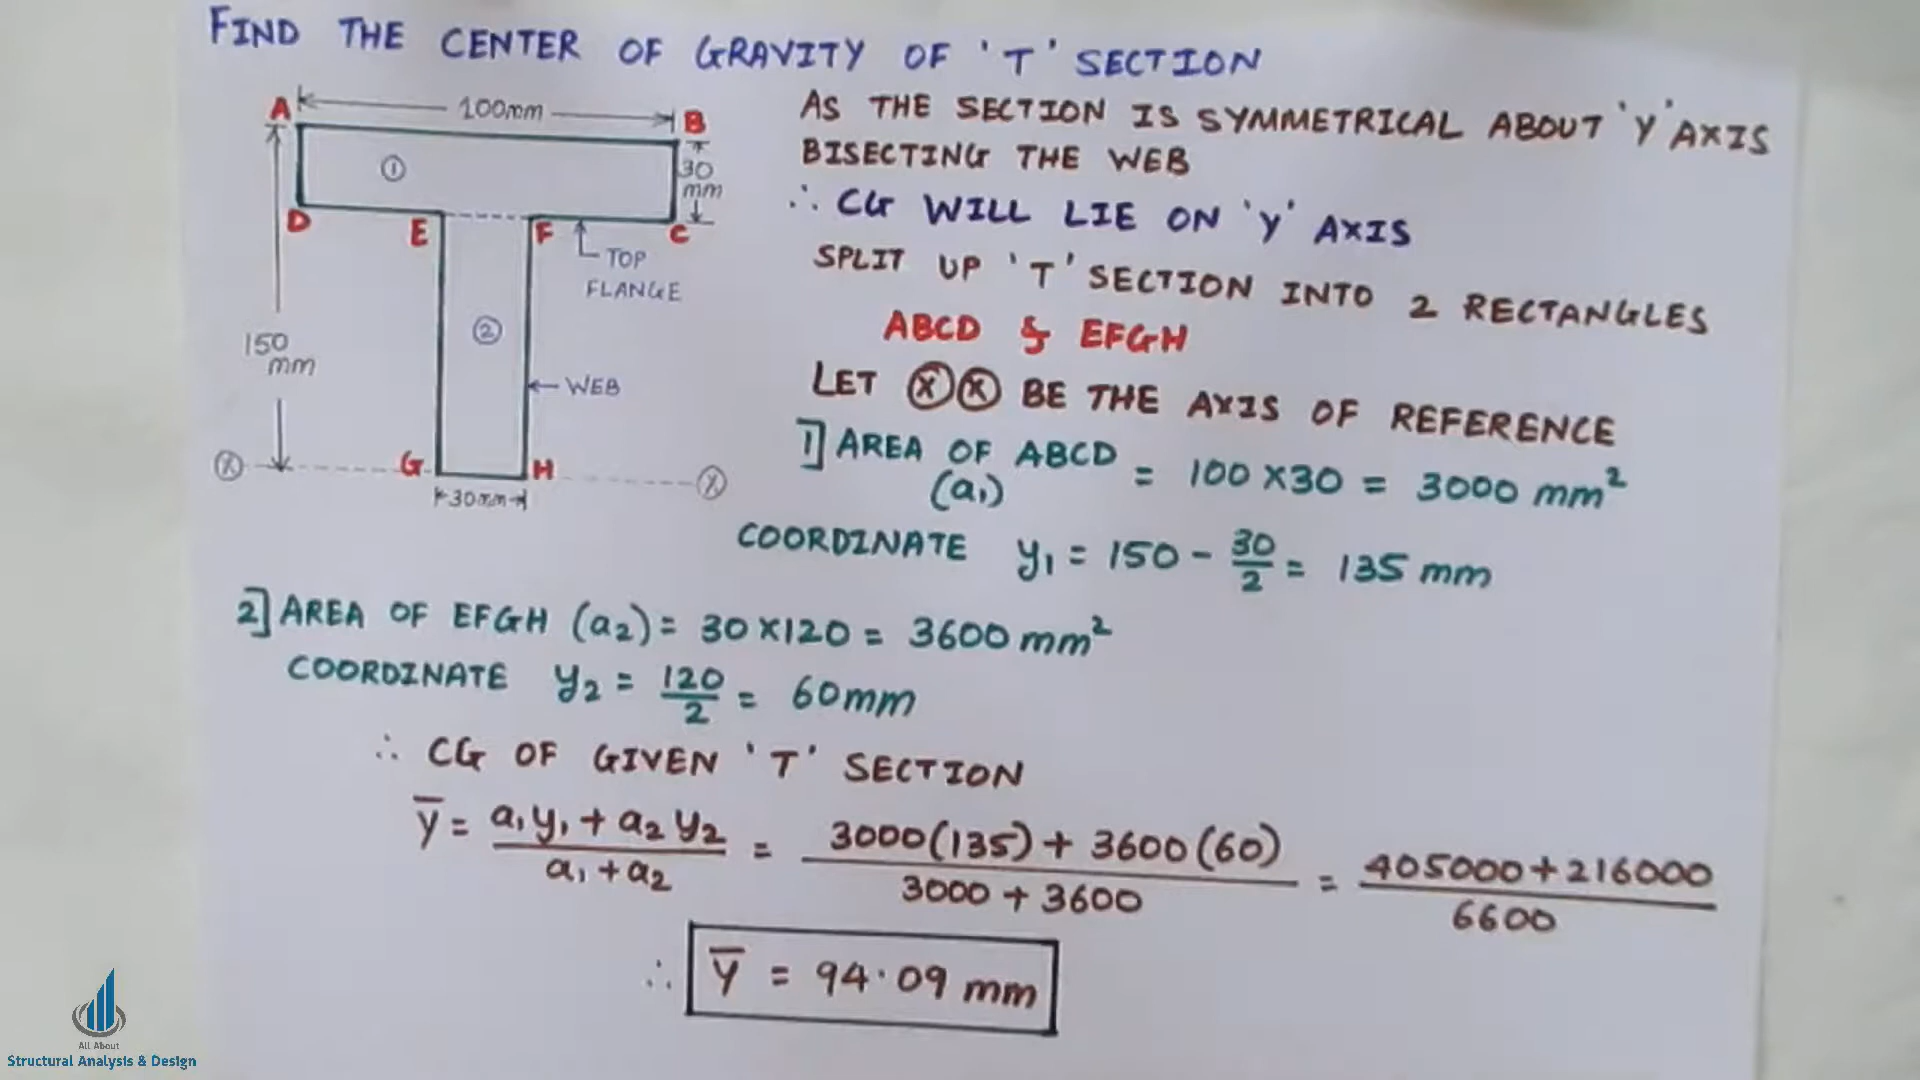 FIND THE CENTER OF GRAVITY OF 'T' SECTION
A
100mm
B
①
30
mm
D
E
F
C
TOP
FLANGE
②
150
mm
WEB
Ⓧ
G
H
Ⓧ
30mm
AS THE SECTION IS SYMMETRICAL ABOUT 'Y' AXIS
BISECTING THE WEB
∴ CG WILL LIE ON 'Y' AXIS
SPLIT UP 'T' SECTION INTO 2 RECTANGLES
ABCD & EFGH
LET ⓍⓍ BE THE AXIS OF REFERENCE
1] AREA OF ABCD (a₁) = 100 × 30 = 3000 mm²
COORDINATE y₁ = 150 - 30/2 = 135 mm
2] AREA OF EFGH (a₂) = 30 × 120 = 3600 mm²
COORDINATE y₂ = 120/2 = 60mm
∴ CG OF GIVEN 'T' SECTION
y̅ = a₁y₁ + a₂y₂ / a₁ + a₂ = 3000(135) + 3600(60) / 3000 + 3600 = 405000 + 216000 / 6600
∴ y̅ = 94.09 mm
All About
Structural Analysis & Design